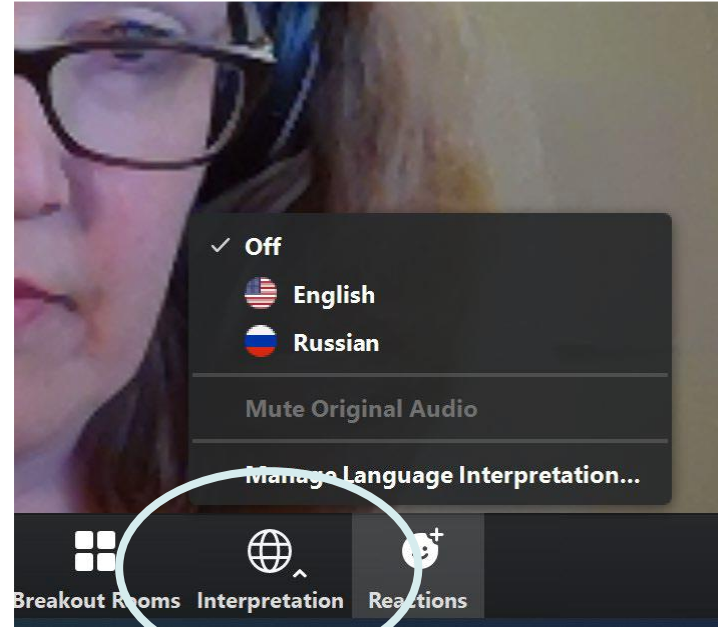 Off
English
Russian
Mute Original Audio
Manage Language Interpretation...
Breakout Rooms Interpretation Reactions